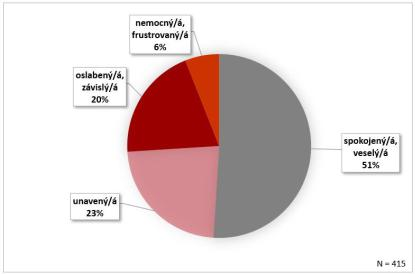 nemocný/á,
frustrovaný/á
6%
oslabený/á,
závislý/á
20%
spokojený/á,
veselý/á
51%
unavený/á
23%
N = 415